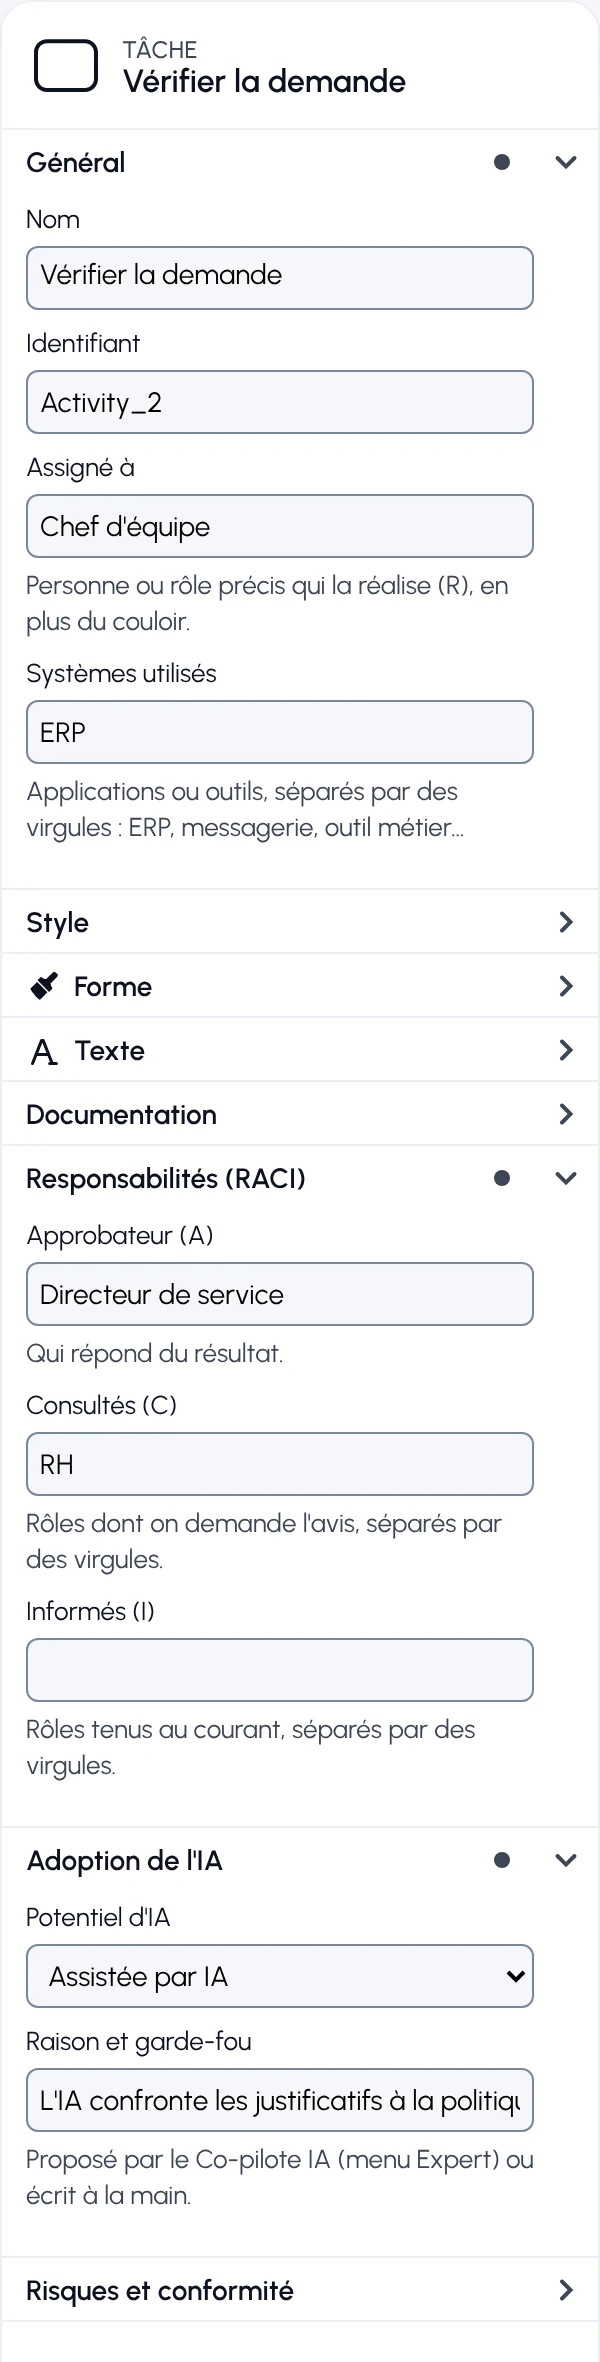 TÂCHE
Vérifier la demande
Général
Nom
Vérifier la demande
Identifiant
Activity_2
Assigné à
Chef d'équipe
Personne ou rôle précis qui la réalise (R), en
plus du couloir.
Systèmes utilisés
ERP
Applications ou outils, séparés par des
virgules : ERP, messagerie, outil métier...
Style
Forme
Texte
Documentation
Responsabilités (RACI)
Approbateur (A)
Directeur de service
Qui répond du résultat.
Consultés (C)
RH
Rôles dont on demande l'avis, séparés par
des virgules.
Informés (I)
Rôles tenus au courant, séparés par des
virgules.
Adoption de l'IA
Potentiel d'IA
Assistée par IA
Raison et garde-fou
L'IA confronte les justificatifs à la
Proposé par le Co-pilote IA (menu Expert) ou
écrit à la main.
Risques et conformité